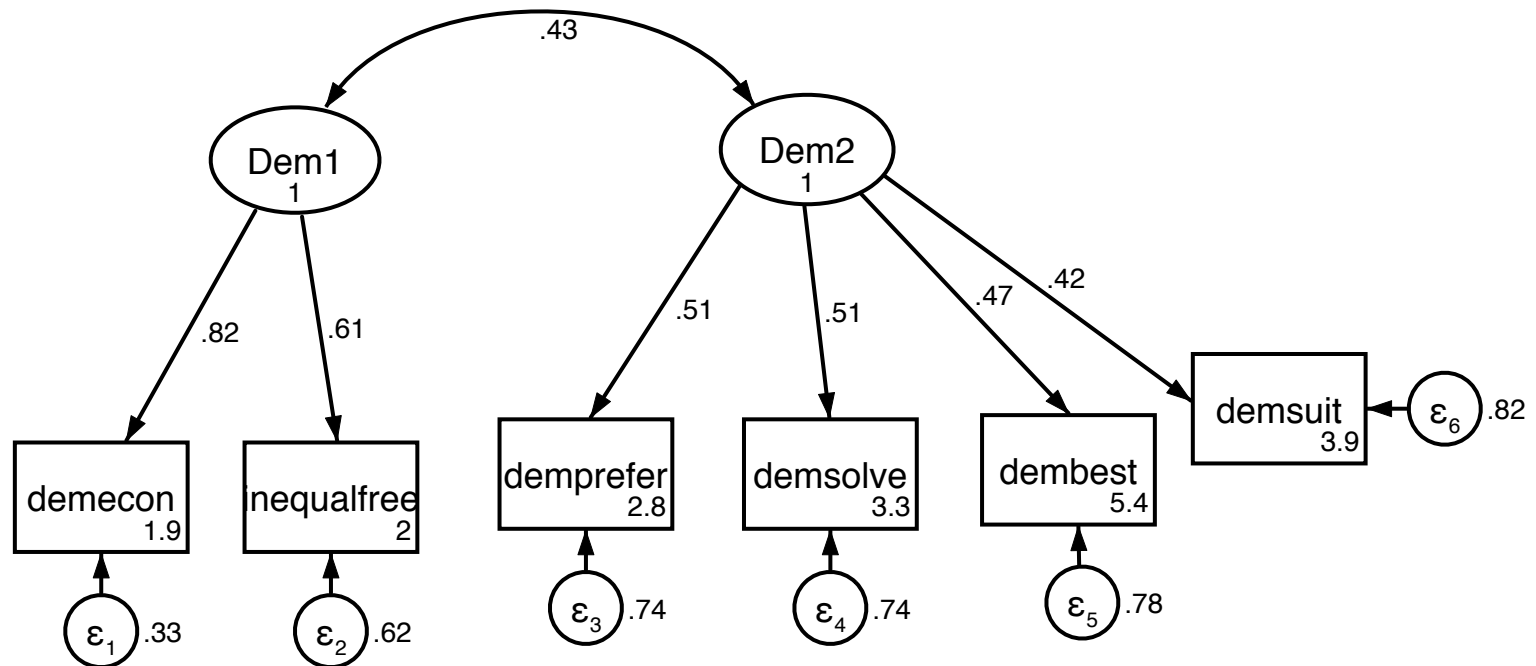 .43
Dem1
1
Dem2
1
.82
.61
.51
.51
.47
.42
demecon
1.9
inequalfree
2
demprefer
2.8
demsolve
3.3
dembest
5.4
demsuit
3.9
ε6
.82
ε1
.33
ε2
.62
ε3
.74
ε4
.74
ε5
.78